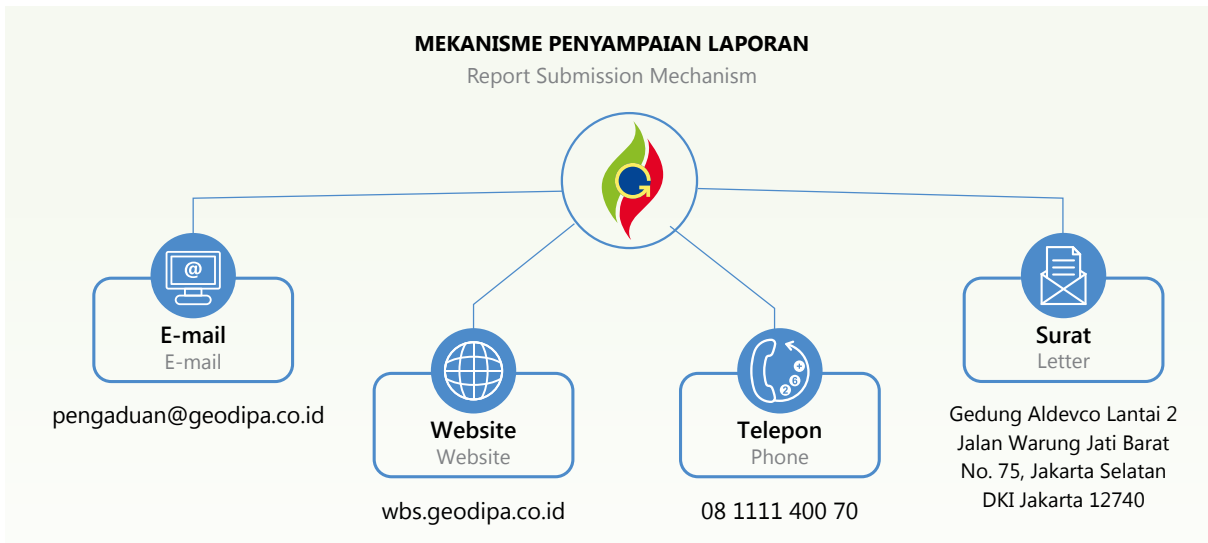 MEKANISME PENYAMPAIAN LAPORAN
Report Submission Mechanism
@
E-mail
E-mail
pengaduan@geodipa.co.id
Website
Website
wbs.geodipa.co.id
+
6
2
Telepon
Phone
08 1111 400 70
Surat
Letter
Gedung Aldevco Lantai 2
Jalan Warung Jati Barat
No. 75, Jakarta Selatan
DKI Jakarta 12740